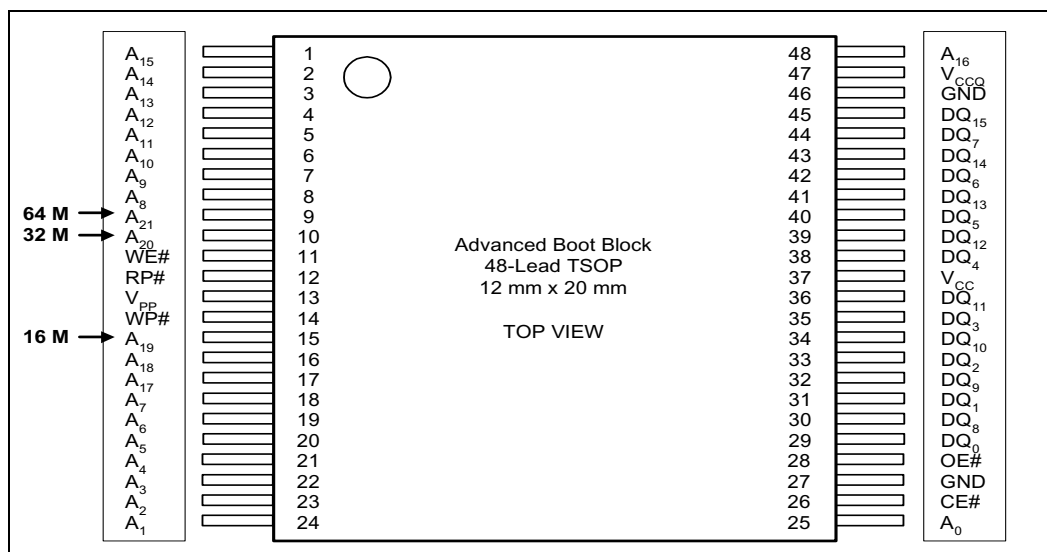 A15 1 48 A16
A14 2 47 VCCQ
A13 3 46 GND
A12 4 45 DQ15
A11 5 44 DQ7
A10 6 43 DQ14
A9 7 42 DQ6
A8 8 41 DQ13
64 M A21 9 40 DQ5
32 M A20 10 39 DQ12
WE# 11 38 DQ4
RP# 12 37 VCC
VPP 13 36 DQ11
WP# 14 35 DQ3
16 M A19 15 34 DQ10
A18 16 33 DQ2
A17 17 32 DQ9
A7 18 31 DQ1
A6 19 30 DQ8
A5 20 29 DQ0
A4 21 28 OE#
A3 22 27 GND
A2 23 26 CE#
A1 24 25 A0
Advanced Boot Block
48-Lead TSOP
12 mm x 20 mm
TOP VIEW